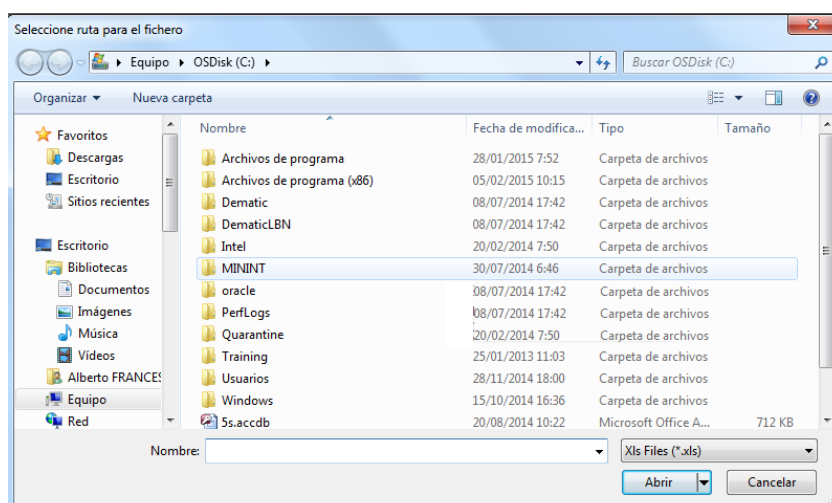 Seleccione ruta para el fichero
Equipo OSDisk (C:) Buscar OSDisk (C:)
Organizar Nueva carpeta
Favoritos
Descargas
Escritorio
Sitios recientes
Escritorio
Bibliotecas
Documentos
Imágenes
Música
Vídeos
Alberto FRANCES
Equipo
Red
Nombre Fecha de modifica... Tipo Tamaño
Archivos de programa 28/01/2015 7:52 Carpeta de archivos
Archivos de programa (x86) 05/02/2015 10:15 Carpeta de archivos
Dematic 08/07/2014 17:42 Carpeta de archivos
DematicLBN 08/07/2014 17:42 Carpeta de archivos
Intel 20/02/2014 7:50 Carpeta de archivos
MININT 30/07/2014 6:46 Carpeta de archivos
oracle 08/07/2014 17:42 Carpeta de archivos
PerfLogs 08/07/2014 17:42 Carpeta de archivos
Quarantine 20/02/2014 7:50 Carpeta de archivos
Training 25/01/2013 11:03 Carpeta de archivos
Usuarios 28/11/2014 18:00 Carpeta de archivos
Windows 15/10/2014 16:36 Carpeta de archivos
5s.accdb 20/08/2014 10:22 Microsoft Office A... 712 KB
Nombre: Xls Files (*.xls)
Abrir Cancelar